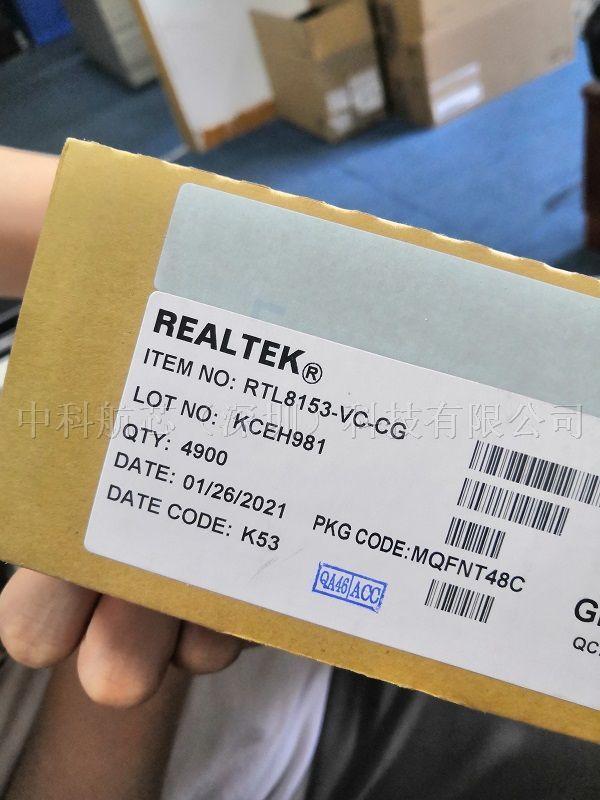 REALTEK®
ITEM NO: RTL8153-VC-CG
LOT NO: KCEH981
QTY: 4900
DATE: 01/26/2021
DATE CODE: K53
PKG CODE: MQFNT48C
QA46 ACC
中科航芯（深圳）科技有限公司